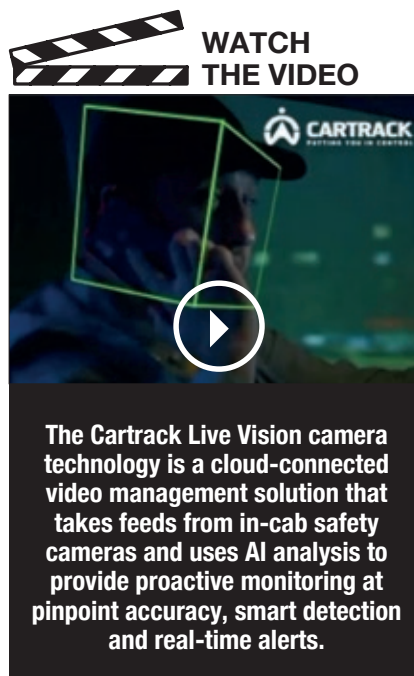 WATCH
THE VIDEO
CARTRACK
PUTTING YOU IN CONTROL
The Cartrack Live Vision camera
technology is a cloud-connected
video management solution that
takes feeds from in-cab safety
cameras and uses AI analysis to
provide proactive monitoring at
pinpoint accuracy, smart detection
and real-time alerts.